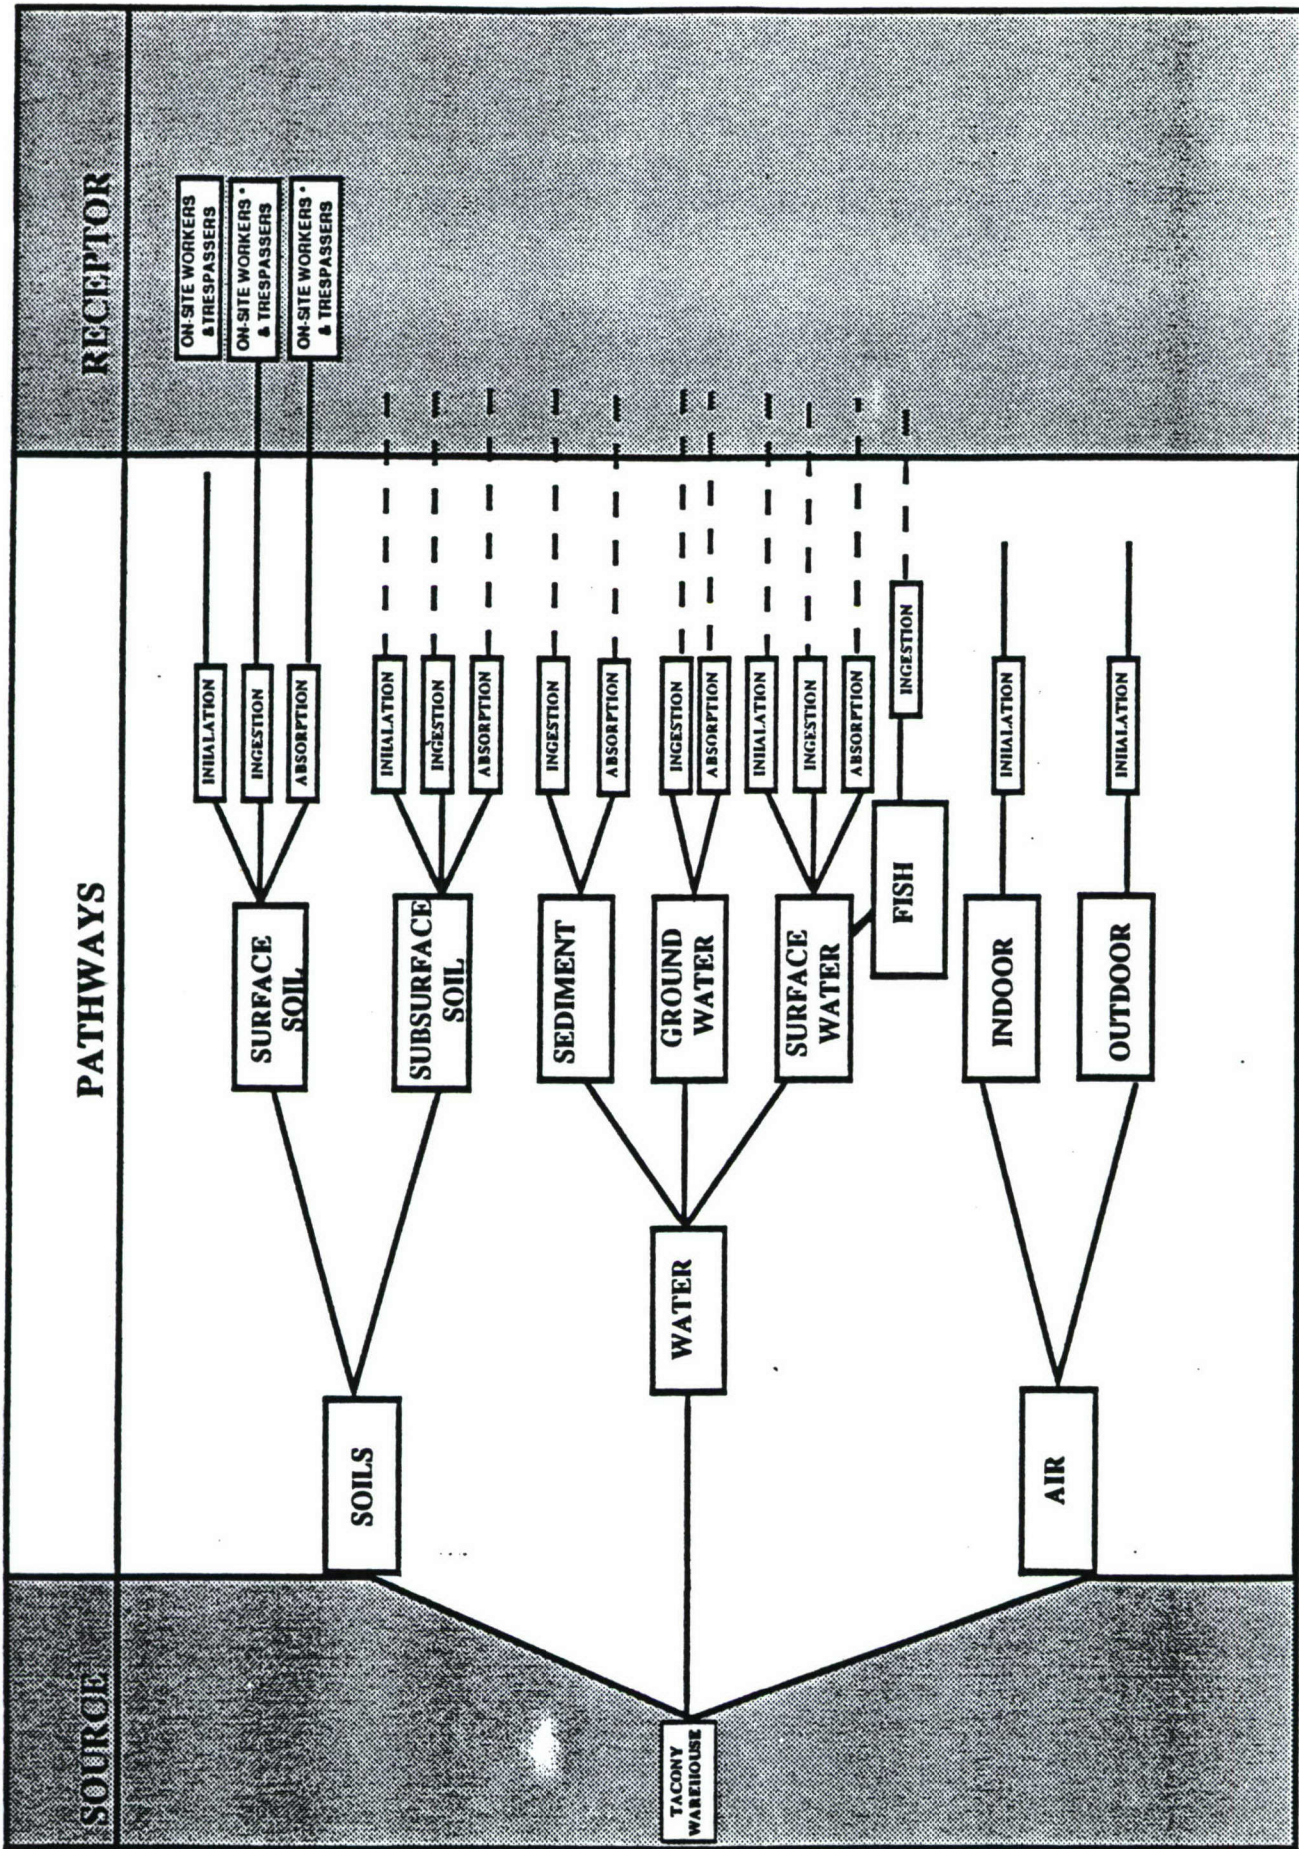 SOURCE
PATHWAYS
RECEPTOR
TACONY
WAREHOUSE
SOILS
WATER
AIR
SURFACE
SOIL
SUBSURFACE
SOIL
SEDIMENT
GROUND
WATER
SURFACE
WATER
FISH
INDOOR
OUTDOOR
INHALATION
INGESTION
ABSORPTION
INHALATION
INGESTION
ABSORPTION
INGESTION
ABSORPTION
INGESTION
ABSORPTION
INHALATION
INGESTION
ABSORPTION
INGESTION
INHALATION
INHALATION
ON-SITE WORKERS
&TRESPASSERS
ON-SITE WORKERS *
& TRESPASSERS
ON-SITE WORKERS *
& TRESPASSERS